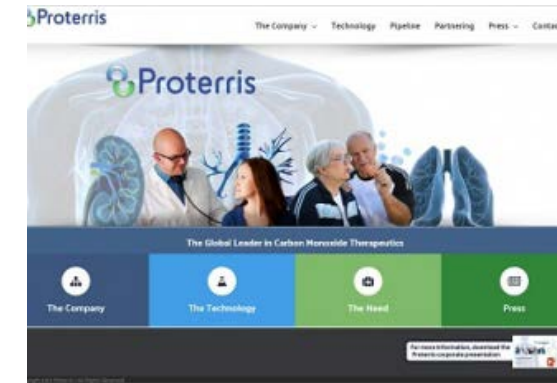 Proterris
The Company Technology Pipeline Partnering Press Contac
Proterris
The Global Leader in Carbon Monoxide Therapeutics
The Company The Technology The Need Press
For more information, download the
Proterris corporate presentation